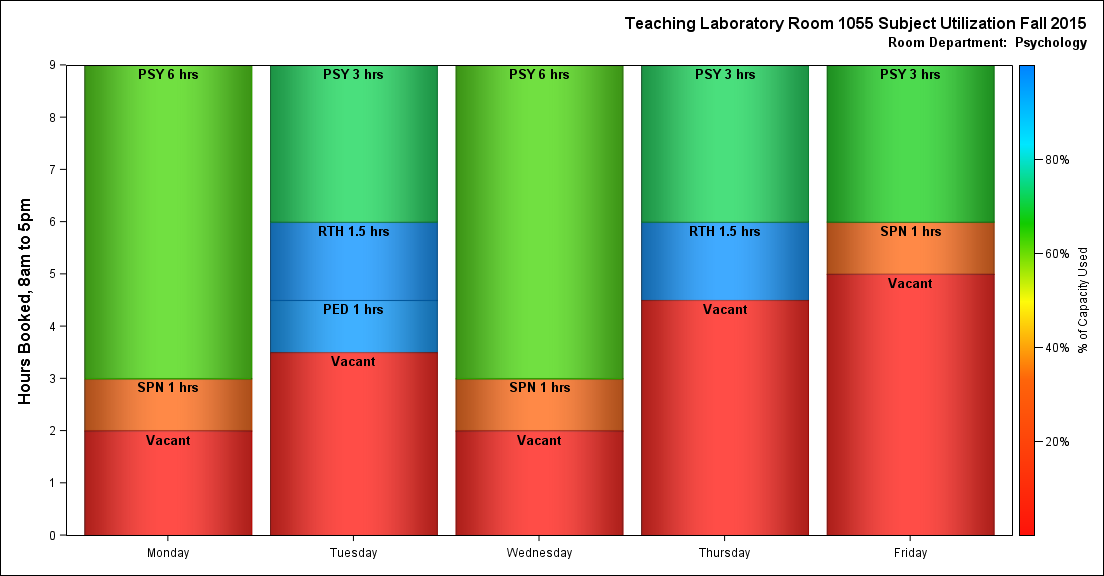 Teaching Laboratory Room 1055 Subject Utilization Fall 2015
Room Department:  Psychology
Hours Booked, 8am to 5pm
9
8
7
6
5
4
3
2
1
0
PSY 6 hrs
SPN 1 hrs
Vacant
PSY 3 hrs
RTH 1.5 hrs
PED 1 hrs
Vacant
PSY 6 hrs
SPN 1 hrs
Vacant
PSY 3 hrs
RTH 1.5 hrs
Vacant
PSY 3 hrs
SPN 1 hrs
Vacant
Monday
Tuesday
Wednesday
Thursday
Friday
80%
60%
40%
20%
% of Capacity Used